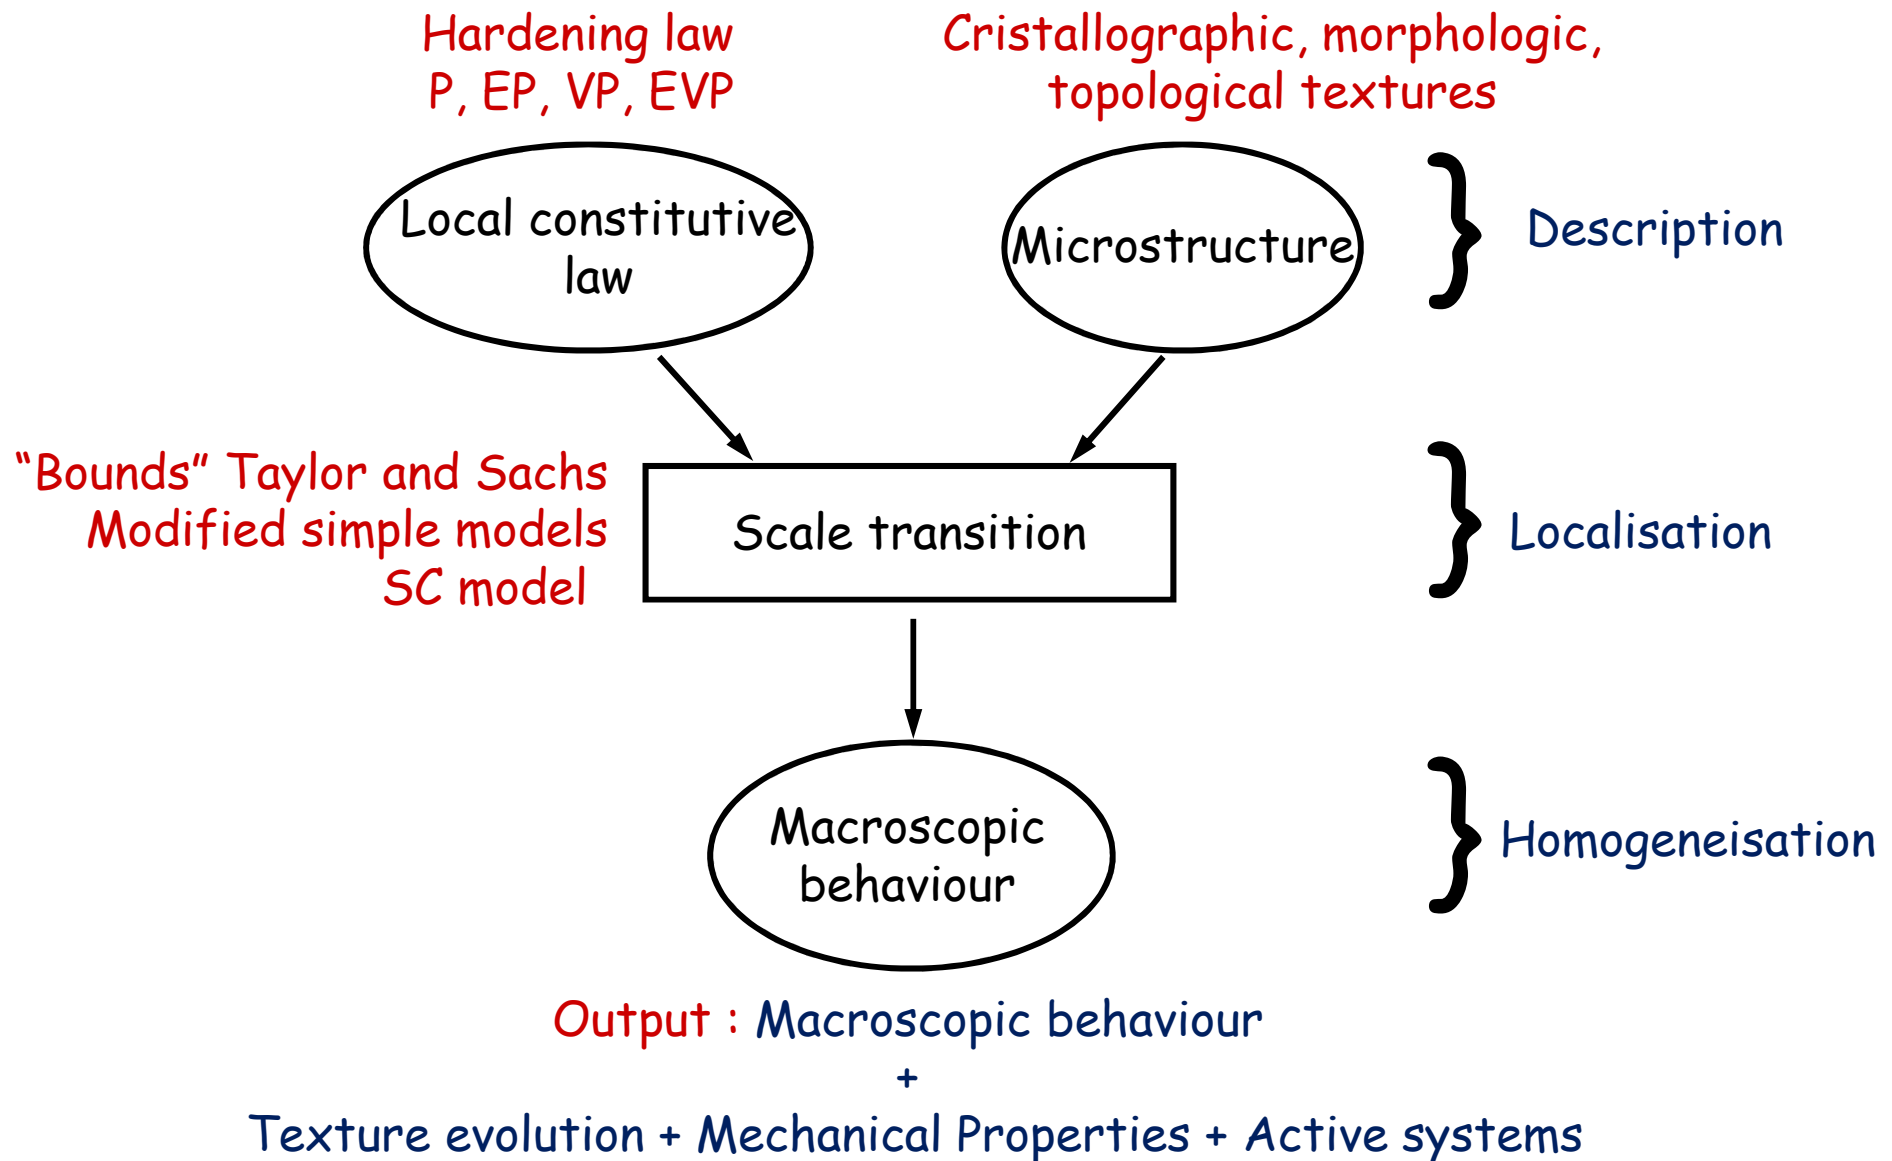 Hardening law
P, EP, VP, EVP
Cristallographic, morphologic,
topological textures
Local constitutive
law
Microstructure
Description
“Bounds” Taylor and Sachs
Modified simple models
SC model
Scale transition
Localisation
Macroscopic
behaviour
Homogeneisation
Output : Macroscopic behaviour
+
Texture evolution + Mechanical Properties + Active systems